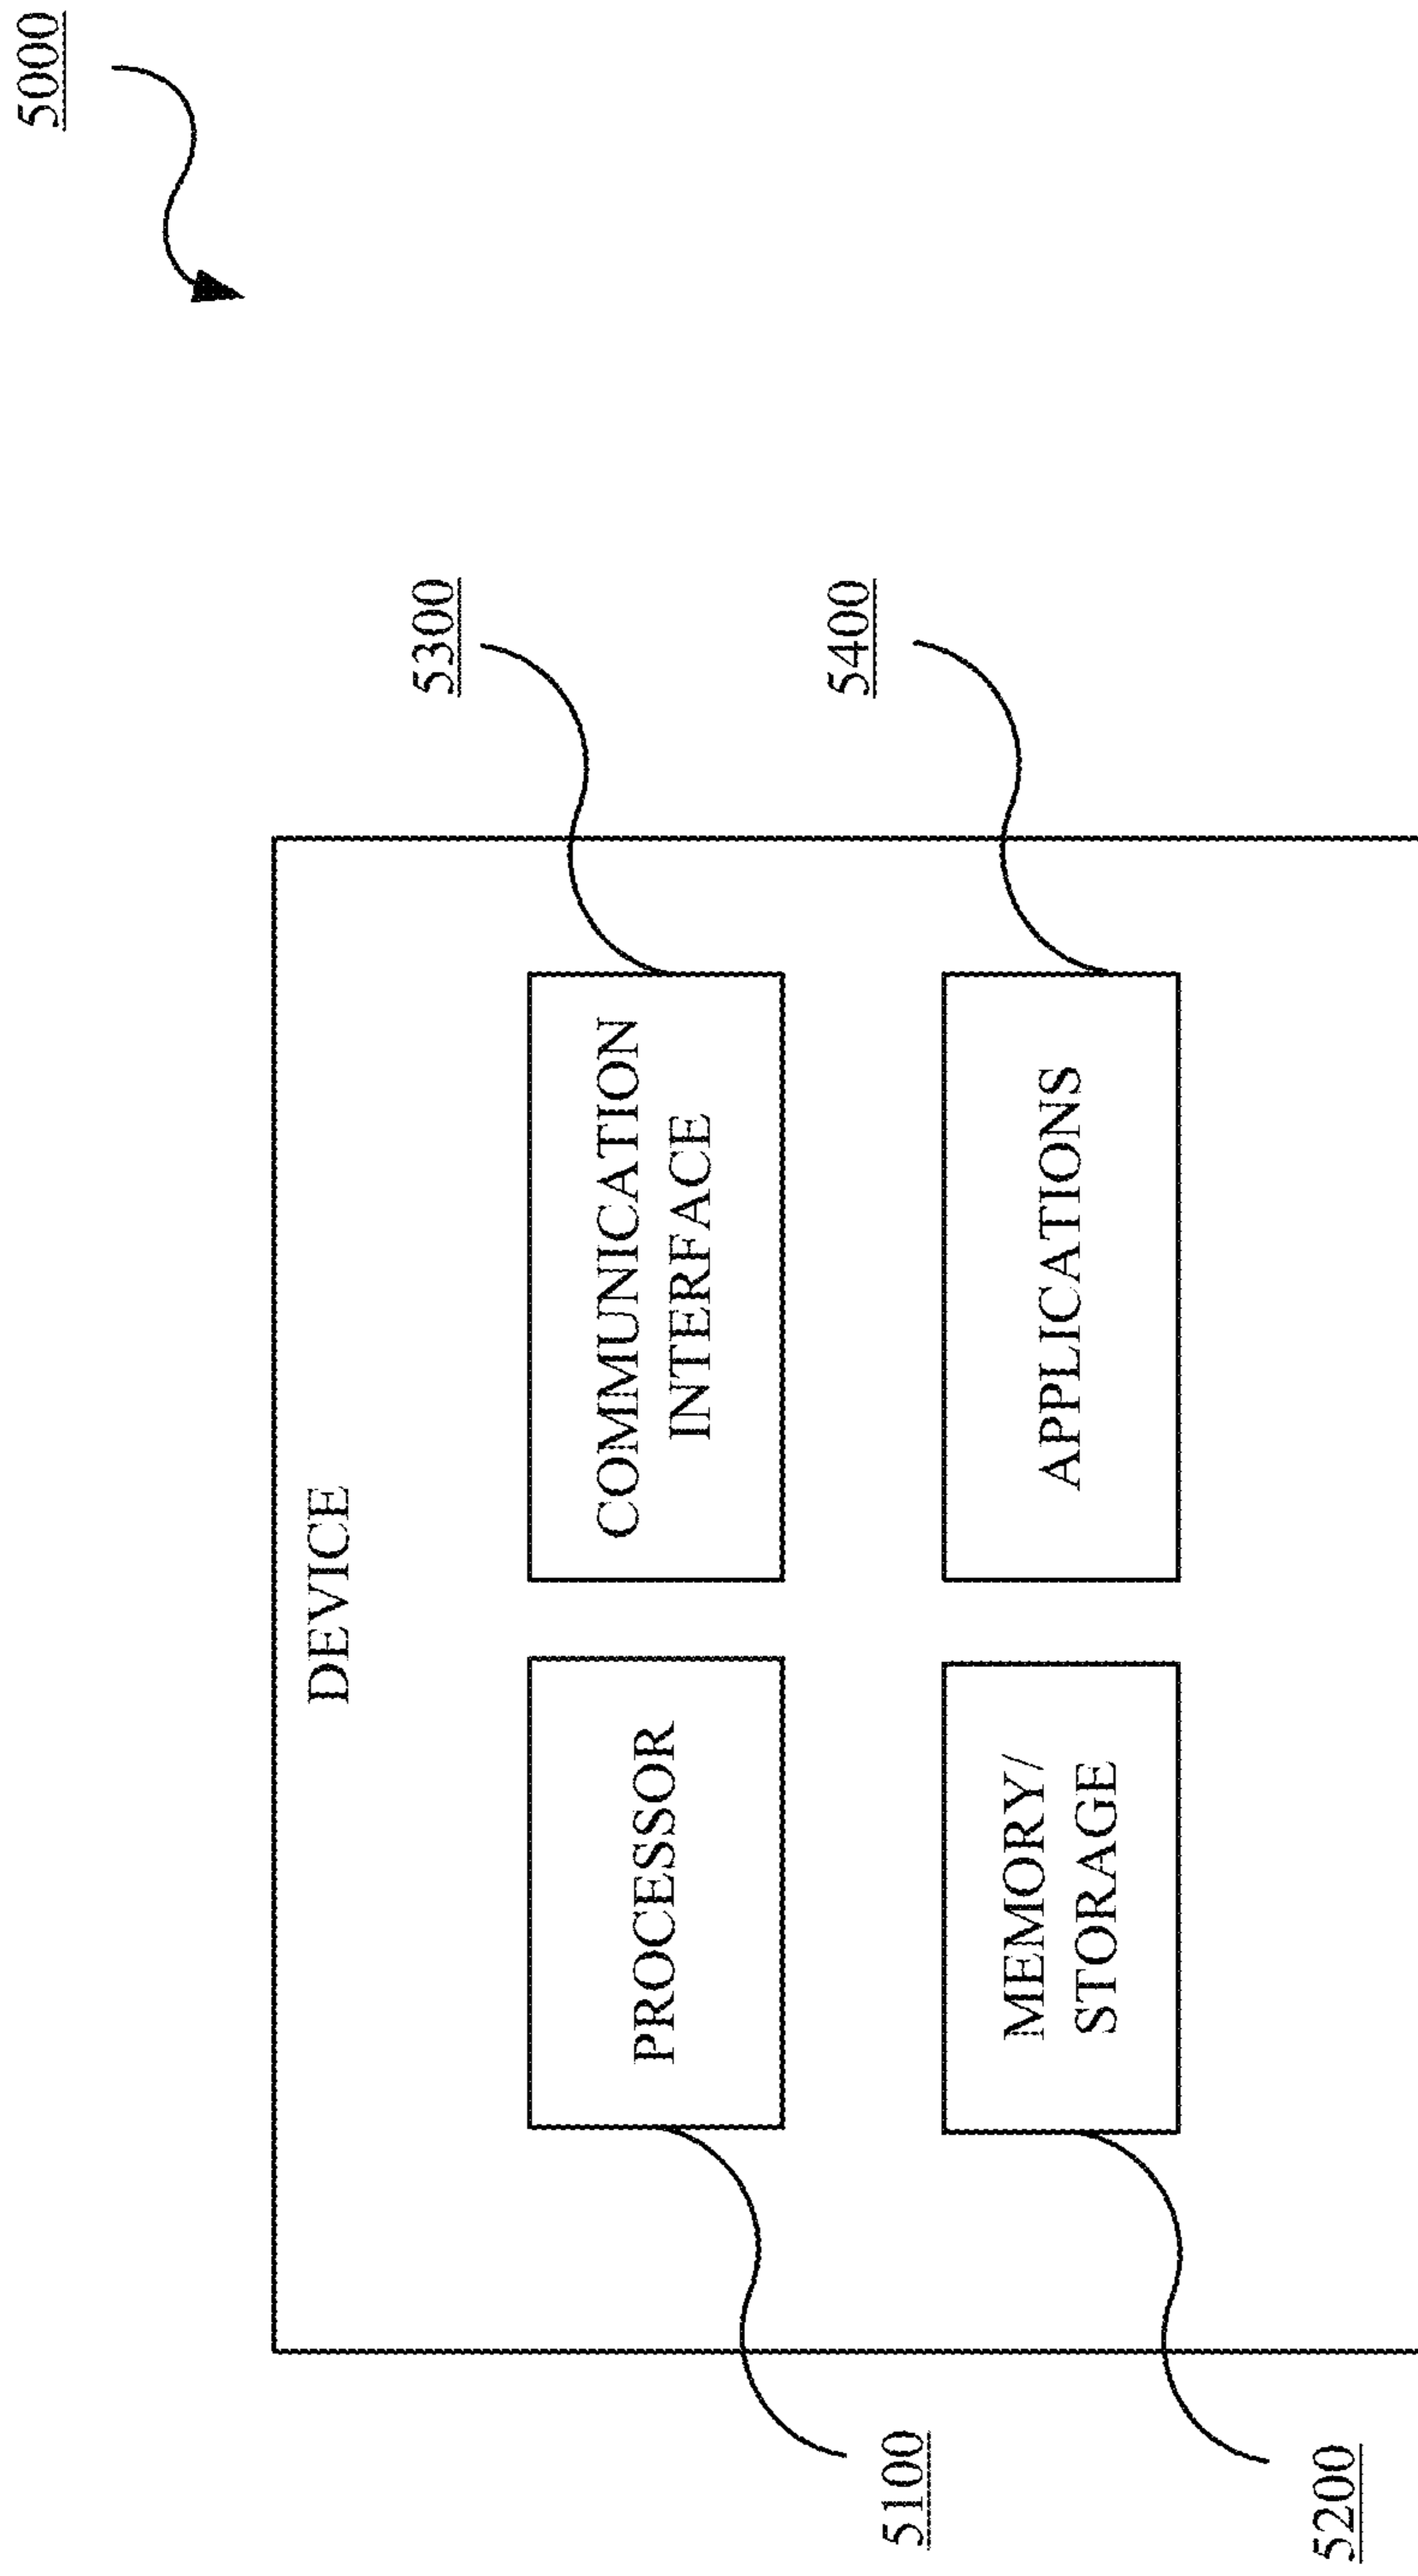 5000
DEVICE
5300
5100
PROCESSOR
COMMUNICATION
INTERFACE
5400
5200
MEMORY/
STORAGE
APPLICATIONS